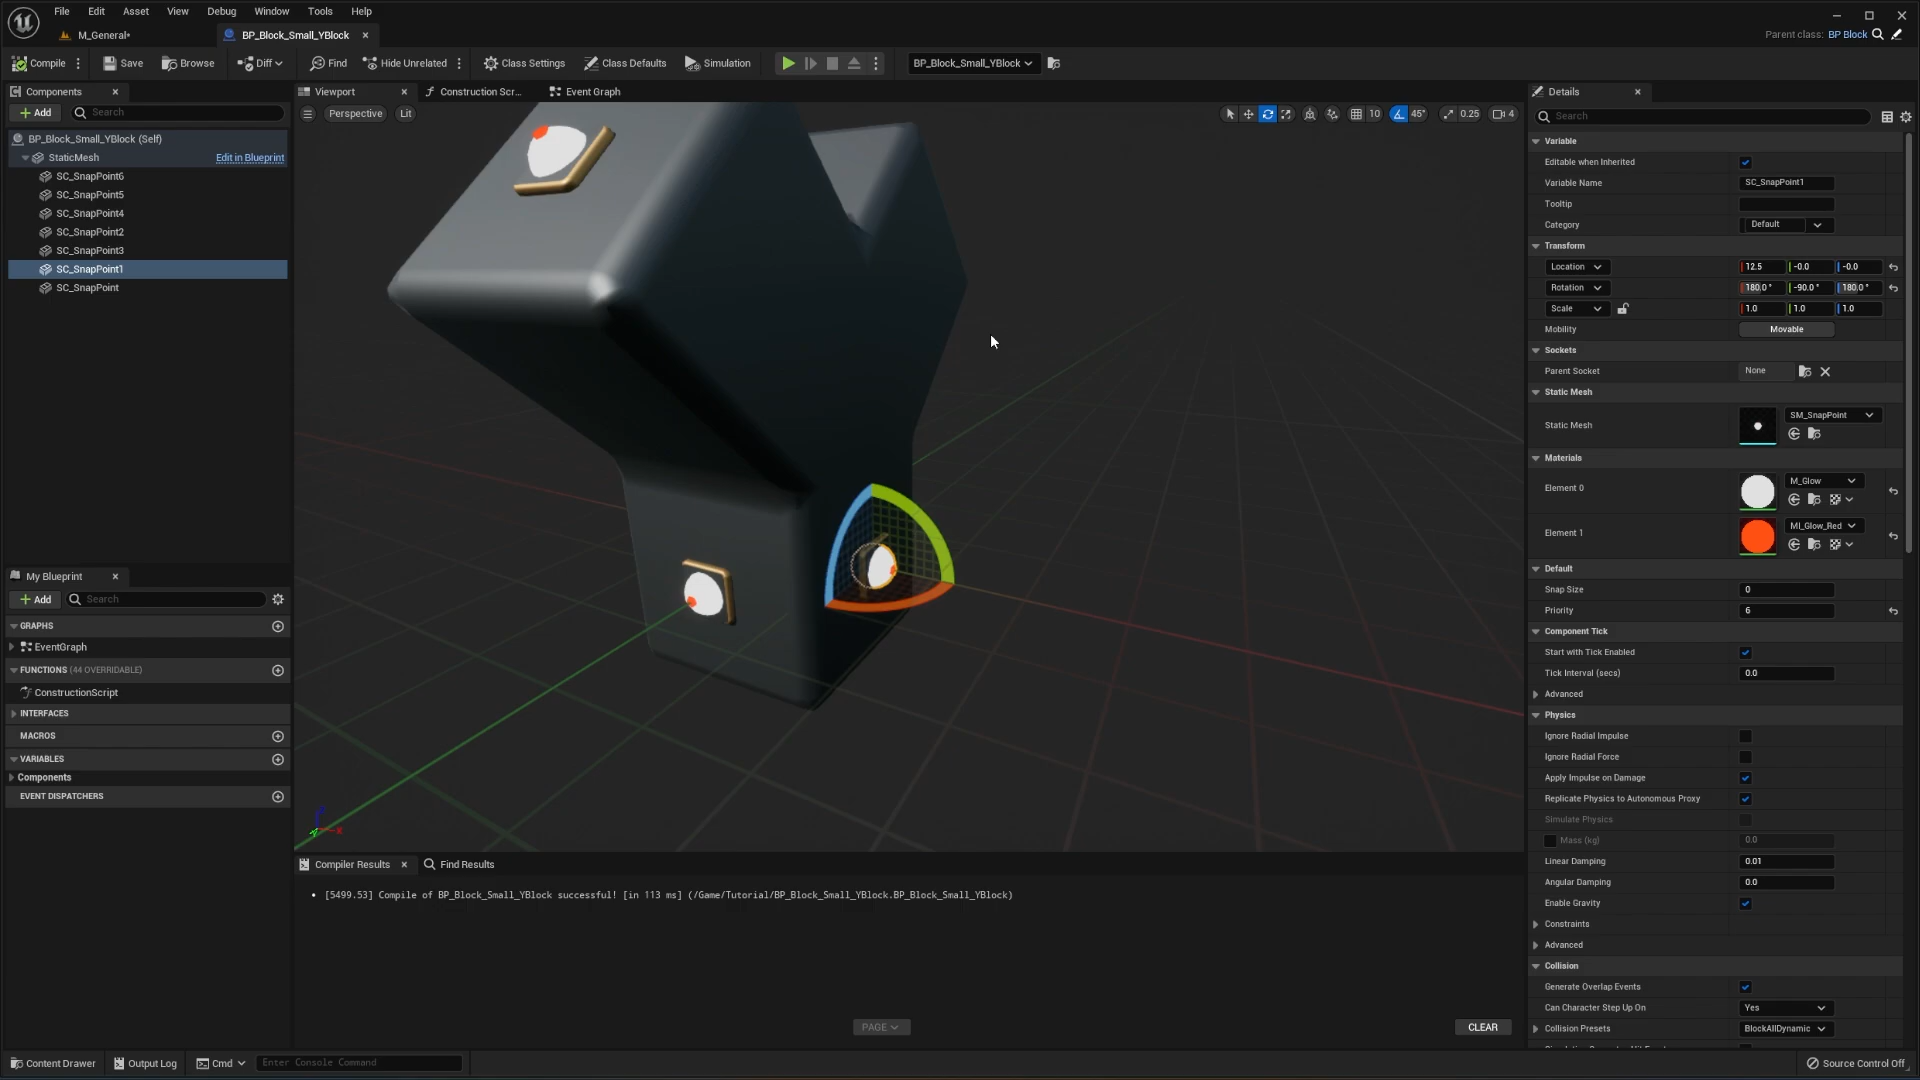 File Edit Asset View Debug Window Tools Help
M_General*
BP_Block_Small_YBlock
Parent class: BP Block
Compile
Save
Browse
Diff
Find
Hide Unrelated
Class Settings
Class Defaults
Simulation
BP_Block_Small_YBlock
Components
Add
Search
BP_Block_Small_YBlock (Self)
StaticMesh
Edit in Blueprint
SC_SnapPoint6
SC_SnapPoint5
SC_SnapPoint4
SC_SnapPoint2
SC_SnapPoint3
SC_SnapPoint1
SC_SnapPoint
My Blueprint
Add
Search
GRAPHS
EventGraph
FUNCTIONS (44 OVERRIDABLE)
ConstructionScript
INTERFACES
MACROS
VARIABLES
Components
EVENT DISPATCHERS
Viewport
Construction Scr...
Event Graph
Perspective
Lit
10
45°
0.25
4
Compiler Results
Find Results
[5499.53] Compile of BP_Block_Small_YBlock successful! [in 113 ms] (/Game/Tutorial/BP_Block_Small_YBlock.BP_Block_Small_YBlock)
PAGE
CLEAR
Details
Search
Variable
Editable when Inherited
Variable Name SC_SnapPoint1
Tooltip
Category Default
Transform
Location 12.5 -0.0 -0.0
Rotation 180.0° -90.0° 180.0°
Scale 1.0 1.0 1.0
Mobility Movable
Sockets
Parent Socket None
Static Mesh
Static Mesh SM_SnapPoint
Materials
Element 0 M_Glow
Element 1 MI_Glow_Red
Default
Snap Size 0
Priority 6
Component Tick
Start with Tick Enabled
Tick Interval (secs) 0.0
Advanced
Physics
Ignore Radial Impulse
Ignore Radial Force
Apply Impulse on Damage
Replicate Physics to Autonomous Proxy
Simulate Physics
Mass (kg) 0.0
Linear Damping 0.01
Angular Damping 0.0
Enable Gravity
Constraints
Advanced
Collision
Generate Overlap Events
Can Character Step Up On Yes
Collision Presets BlockAllDynamic
Content Drawer
Output Log
Cmd
Enter Console Command
Source Control Off